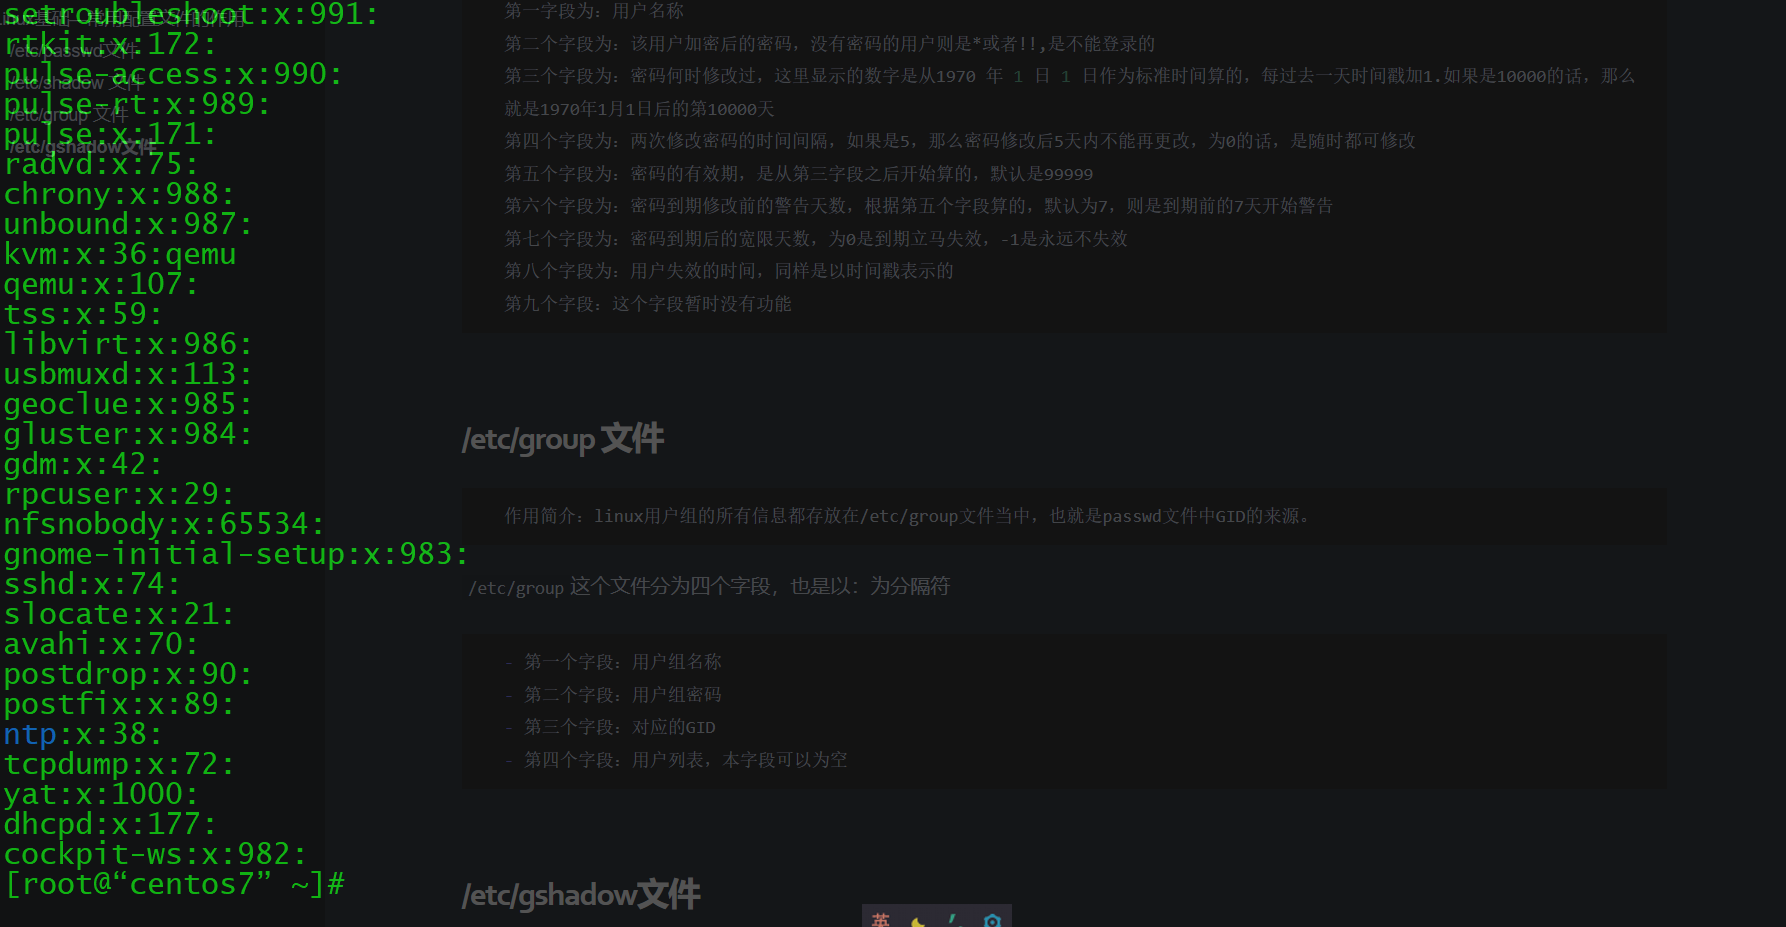 setroubleshoot:x:991:
rtkit:x:172:
pulse-access:x:990:
pulse-rt:x:989:
pulse:x:171:
radvd:x:75:
chrony:x:988:
unbound:x:987:
kvm:x:36:qemu
qemu:x:107:
tss:x:59:
libvirt:x:986:
usbmuxd:x:113:
geoclue:x:985:
gluster:x:984:
gdm:x:42:
rpcuser:x:29:
nfsnobody:x:65534:
gnome-initial-setup:x:983:
sshd:x:74:
slocate:x:21:
avahi:x:70:
postdrop:x:90:
postfix:x:89:
ntp:x:38:
tcpdump:x:72:
yat:x:1000:
dhcpd:x:177:
cockpit-ws:x:982:
[root@“centos7” ~]#
/etc/passwd文件
/etc/shadow 文件
/etc/group 文件
/etc/gshadow文件
第一字段为：用户名称
第二个字段为：该用户加密后的密码，没有密码的用户则是*或者!!,是不能登录的
第三个字段为：密码何时修改过，这里显示的数字是从1970 年 1 日 1 日作为标准时间算的，每过去一天时间戳加1.如果是10000的话，那么
就是1970年1月1日后的第10000天
第四个字段为：两次修改密码的时间间隔，如果是5，那么密码修改后5天内不能再更改，为0的话，是随时都可修改
第五个字段为：密码的有效期，是从第三字段之后开始算的，默认是99999
第六个字段为：密码到期修改前的警告天数，根据第五个字段算的，默认为7，则是到期前的7天开始警告
第七个字段为：密码到期后的宽限天数，为0是到期立马失效，-1是永远不失效
第八个字段为：用户失效的时间，同样是以时间戳表示的
第九个字段：这个字段暂时没有功能
/etc/group 文件
作用简介：linux用户组的所有信息都存放在/etc/group文件当中，也就是passwd文件中GID的来源。
/etc/group 这个文件分为四个字段，也是以：为分隔符
- 第一个字段：用户组名称
- 第二个字段：用户组密码
- 第三个字段：对应的GID
- 第四个字段：用户列表，本字段可以为空
/etc/gshadow文件
英